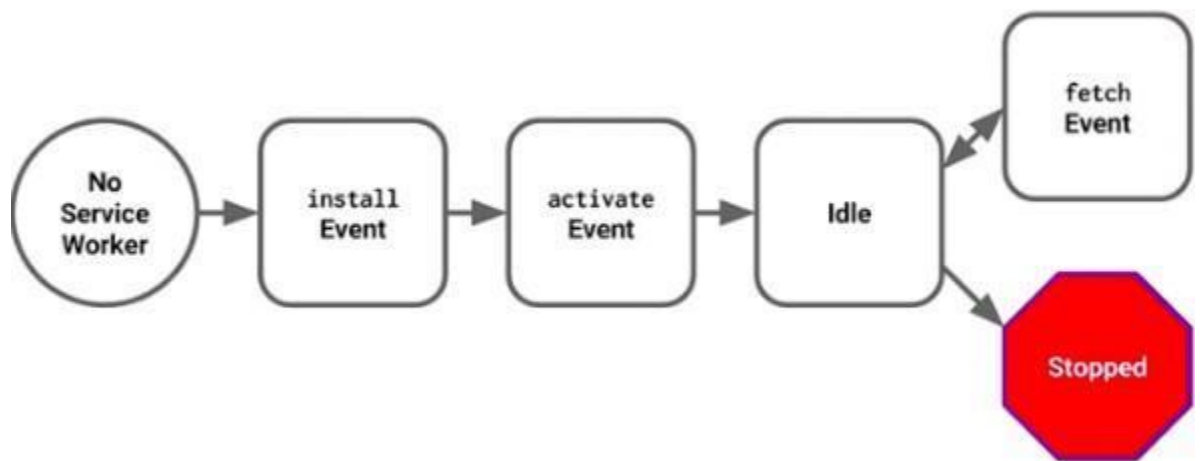 No
Service
Worker
install
Event
activate
Event
Idle
fetch
Event
Stopped